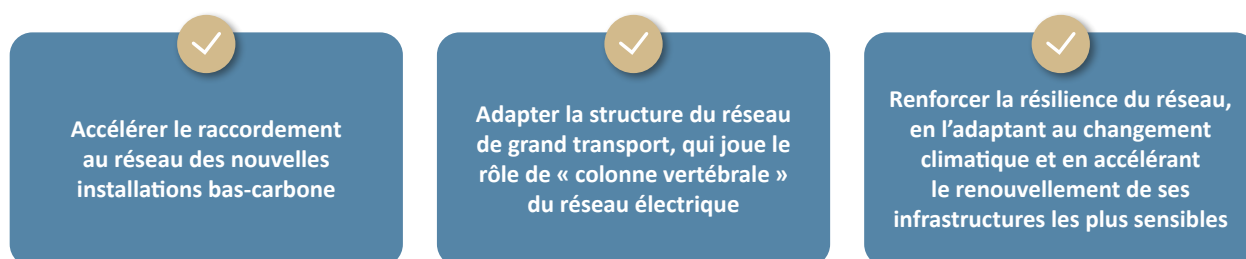 Accélérer le raccordement
au réseau des nouvelles
installations bas-carbone
Adapter la structure du réseau
de grand transport, qui joue le
rôle de « colonne vertébrale »
du réseau électrique
Renforcer la résilience du réseau,
en l’adaptant au changement
climatique et en accélérant
le renouvellement de ses
infrastructures les plus sensibles